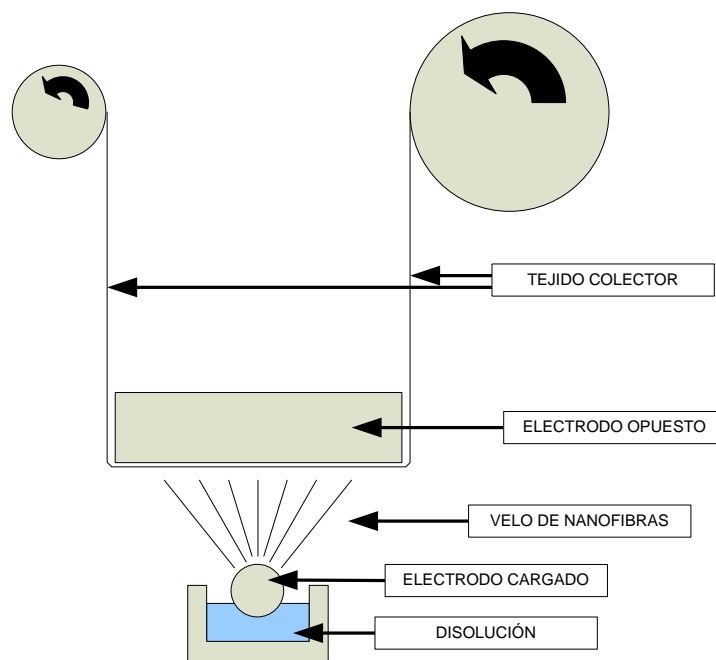 TEJIDO COLECTOR
ELECTRODO OPUESTO
VELO DE NANOFIBRAS
ELECTRODO CARGADO
DISOLUCIÓN